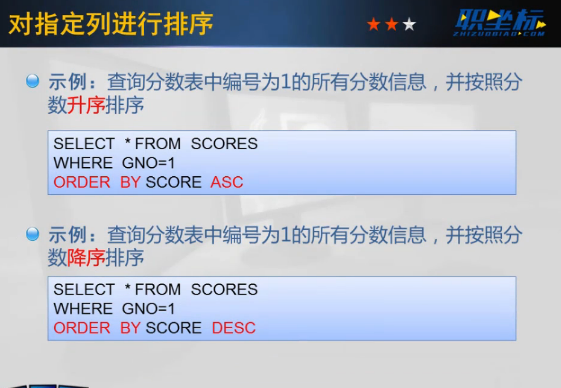 对指定列进行排序
职坐标
ZHIZUOBIAO.COM
示例：查询分数表中编号为1的所有分数信息，并按照分
数升序排序
SELECT * FROM SCORES
WHERE GNO=1
ORDER BY SCORE ASC
示例：查询分数表中编号为1的所有分数信息，并按照分
数降序排序
SELECT * FROM SCORES
WHERE GNO=1
ORDER BY SCORE DESC